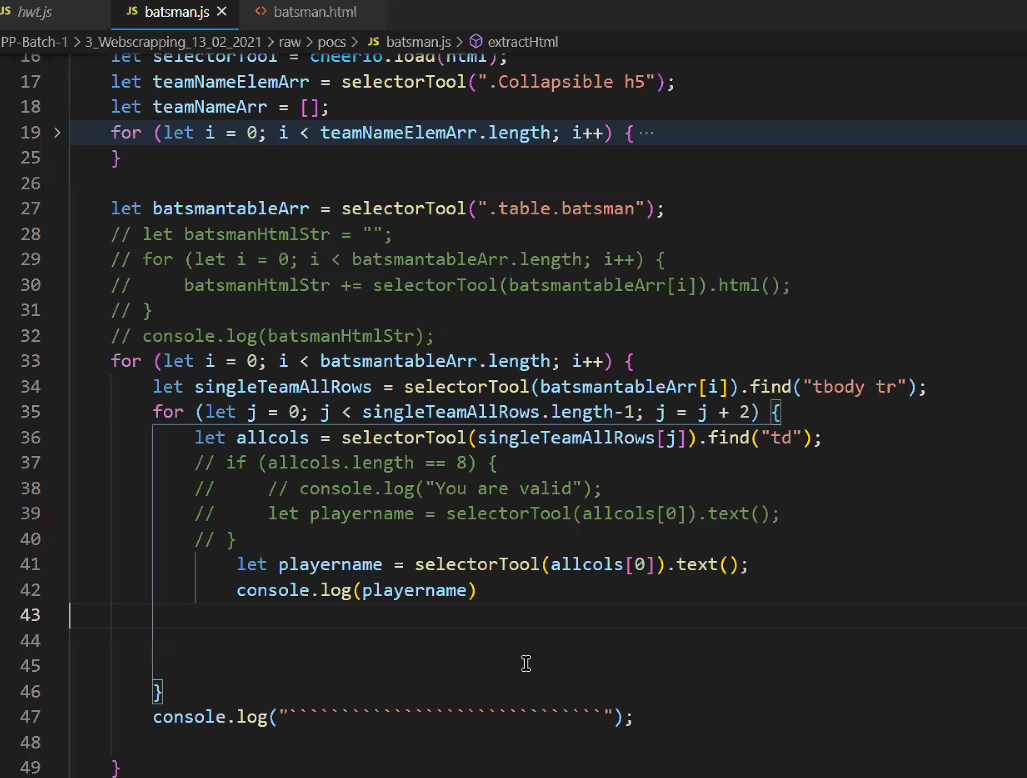 hwt.js
JS batsman.js ×
<> batsman.html
PP-Batch-1 > 3_Webscrapping_13_02_2021 > raw > pocs > JS batsman.js > extractHtml
16 let selectorTool = cheerio.load(html);
17 let teamNameElemArr = selectorTool(".Collapsible h5");
18 let teamNameArr = [];
19 > for (let i = 0; i < teamNameElemArr.length; i++) { ···
25 }
26
27 let batsmantableArr = selectorTool(".table.batsman");
28 // let batsmanHtmlStr = "";
29 // for (let i = 0; i < batsmantableArr.length; i++) {
30 //     batsmanHtmlStr += selectorTool(batsmantableArr[i]).html();
31 // }
32 // console.log(batsmanHtmlStr);
33 for (let i = 0; i < batsmantableArr.length; i++) {
34 let singleTeamAllRows = selectorTool(batsmantableArr[i]).find("tbody tr");
35 for (let j = 0; j < singleTeamAllRows.length-1; j = j + 2) {
36 let allcols = selectorTool(singleTeamAllRows[j]).find("td");
37 // if (allcols.length == 8) {
38 //     // console.log("You are valid");
39 //     let playername = selectorTool(allcols[0]).text();
40 // }
41 let playername = selectorTool(allcols[0]).text();
42 console.log(playername)
43
44
45
46 }
47 console.log("``````````````````````````````");
48
49 }